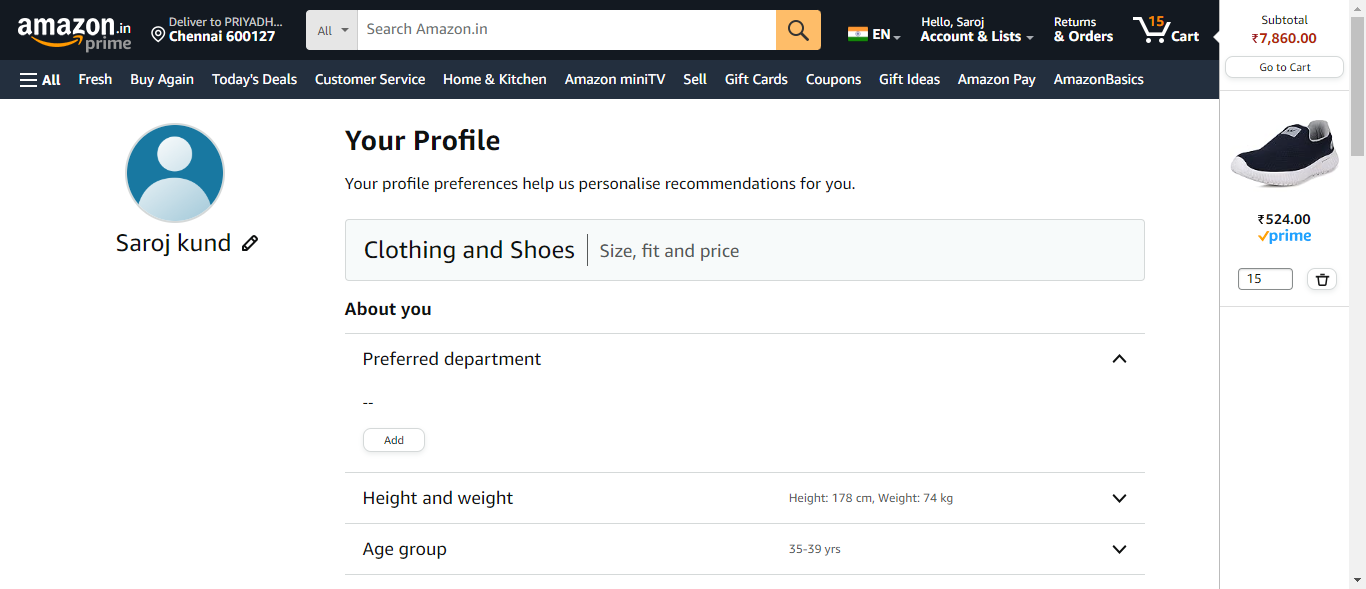 amazon.in
prime
Deliver to PRIYADH...
Chennai 600127
All
Search Amazon.in
EN
Hello, Saroj
Account & Lists
Returns
& Orders
15
Cart
All
Fresh
Buy Again
Today's Deals
Customer Service
Home & Kitchen
Amazon miniTV
Sell
Gift Cards
Coupons
Gift Ideas
Amazon Pay
AmazonBasics
Subtotal
₹7,860.00
Go to Cart
₹524.00
prime
15
Saroj kund
Your Profile
Your profile preferences help us personalise recommendations for you.
Clothing and Shoes
Size, fit and price
About you
Preferred department
--
Add
Height and weight
Height: 178 cm, Weight: 74 kg
Age group
35-39 yrs